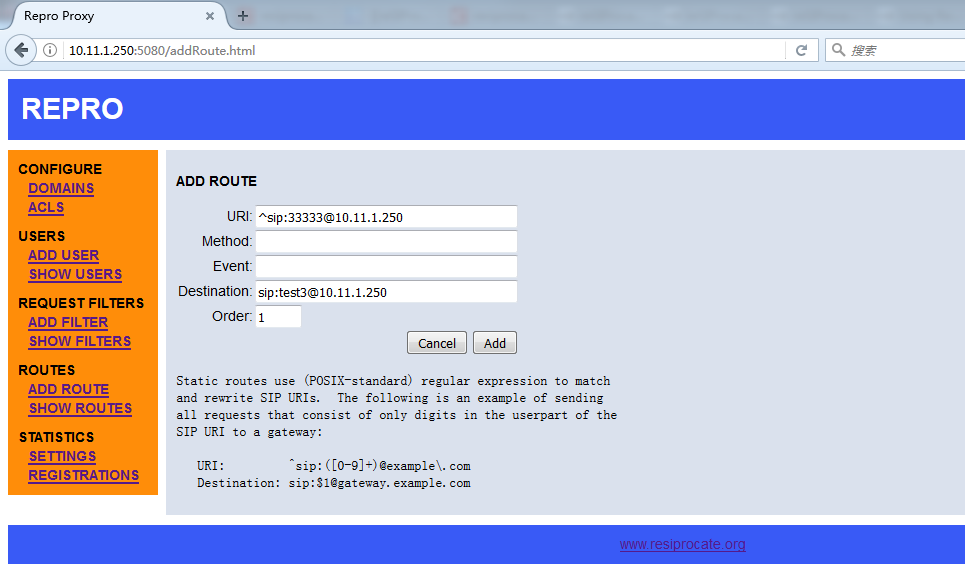 Repro Proxy
10.11.1.250:5080/addRoute.html
搜索
REPRO
CONFIGURE
DOMAINS
ACLS
USERS
ADD USER
SHOW USERS
REQUEST FILTERS
ADD FILTER
SHOW FILTERS
ROUTES
ADD ROUTE
SHOW ROUTES
STATISTICS
SETTINGS
REGISTRATIONS
ADD ROUTE
URI: ^sip:33333@10.11.1.250
Method:
Event:
Destination: sip:test3@10.11.1.250
Order: 1
Cancel Add
Static routes use (POSIX-standard) regular expression to match
and rewrite SIP URIs. The following is an example of sending
all requests that consist of only digits in the userpart of the
SIP URI to a gateway:
URI: ^sip:([0-9]+)@example\.com
Destination: sip:$1@gateway.example.com
www.resiprocate.org